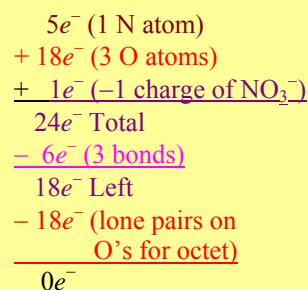 5e⁻ (1 N atom)
+ 18e⁻ (3 O atoms)
+ 1e⁻ (–1 charge of NO₃⁻)
24e⁻ Total
– 6e⁻ (3 bonds)
18e⁻ Left
– 18e⁻ (lone pairs on
O's for octet)
0e⁻